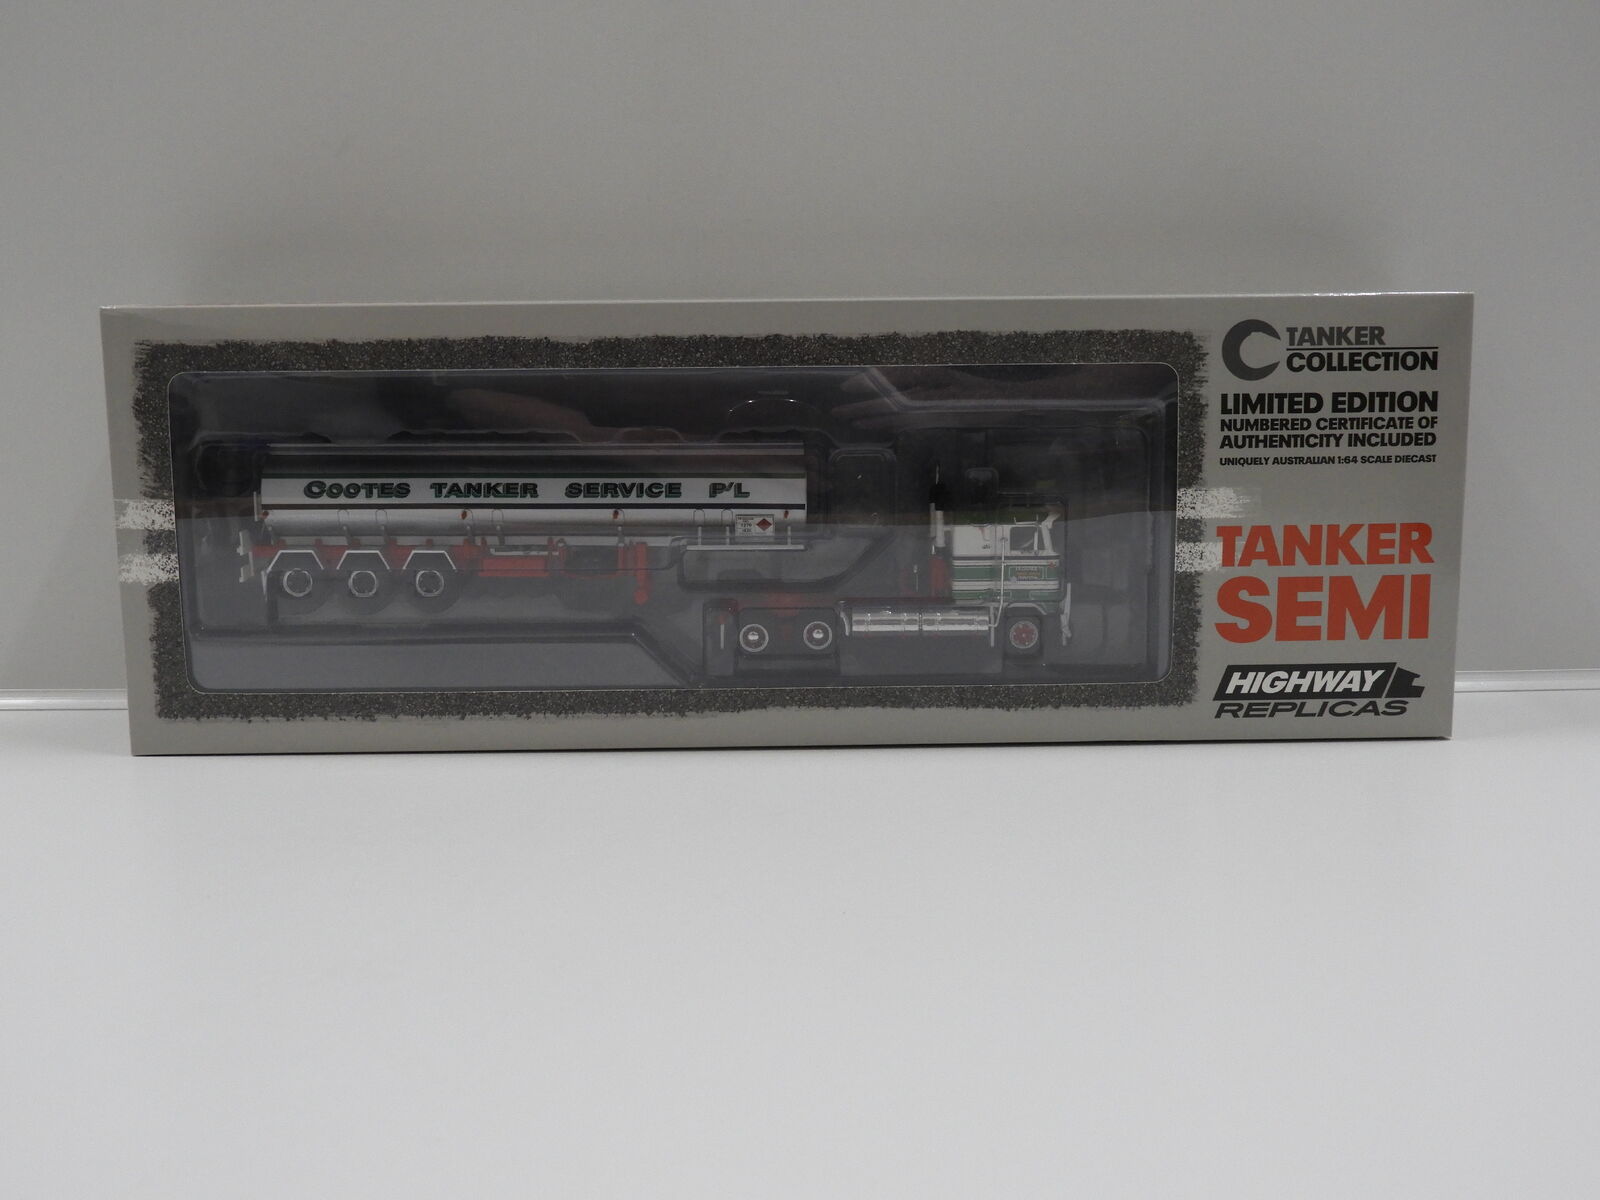 TANKER
COLLECTION
LIMITED EDITION
NUMBERED CERTIFICATE OF
AUTHENTICITY INCLUDED
UNIQUELY AUSTRALIAN 1:64 SCALE DIECAST
COOTES TANKER SERVICE P/L
TANKER
SEMI
HIGHWAY
REPLICAS